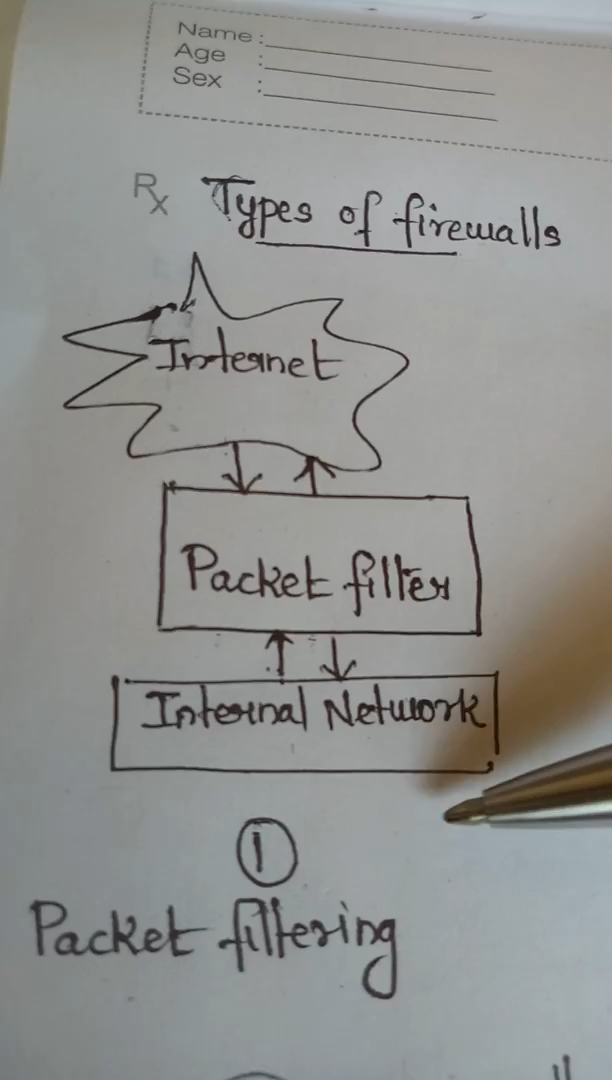 Name :
Age :
Sex :
Rx Types of firewalls
Internet
Packet filter
Internal Network
1
Packet filtering